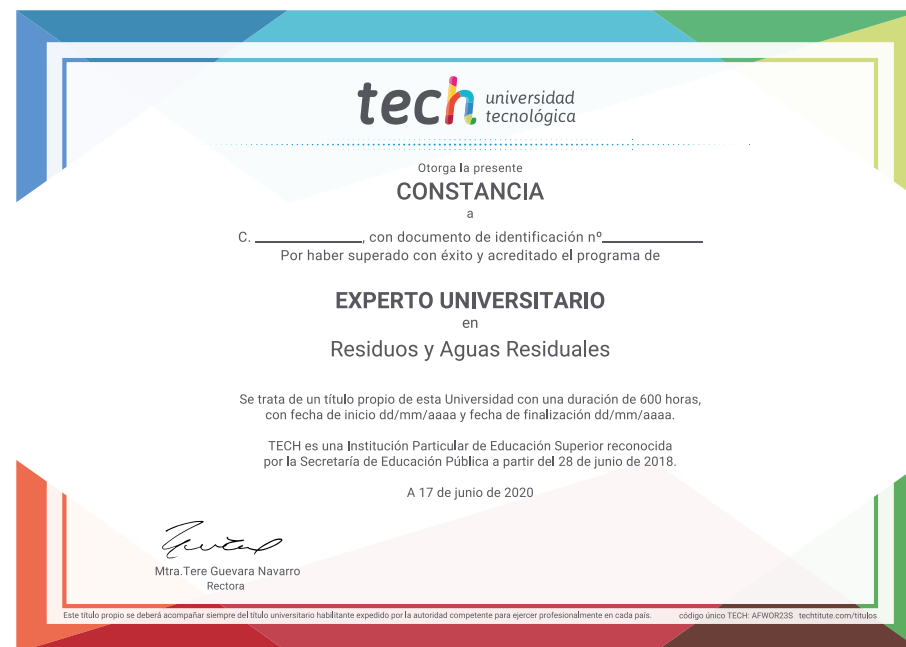 tech universidad
tecnológica
Otorga la presente
CONSTANCIA
a
C. ______________, con documento de identificación nº_____________
Por haber superado con éxito y acreditado el programa de
EXPERTO UNIVERSITARIO
en
Residuos y Aguas Residuales
Se trata de un título propio de esta Universidad con una duración de 600 horas,
con fecha de inicio dd/mm/aaaa y fecha de finalización dd/mm/aaaa.
TECH es una Institución Particular de Educación Superior reconocida
por la Secretaría de Educación Pública a partir del 28 de junio de 2018.
A 17 de junio de 2020
Mtra.Tere Guevara Navarro
Rectora
Este título propio se deberá acompañar siempre del título universitario habilitante expedido por la autoridad competente para ejercer profesionalmente en cada país. código único TECH: AFWOR23S techtitute.com/titulos